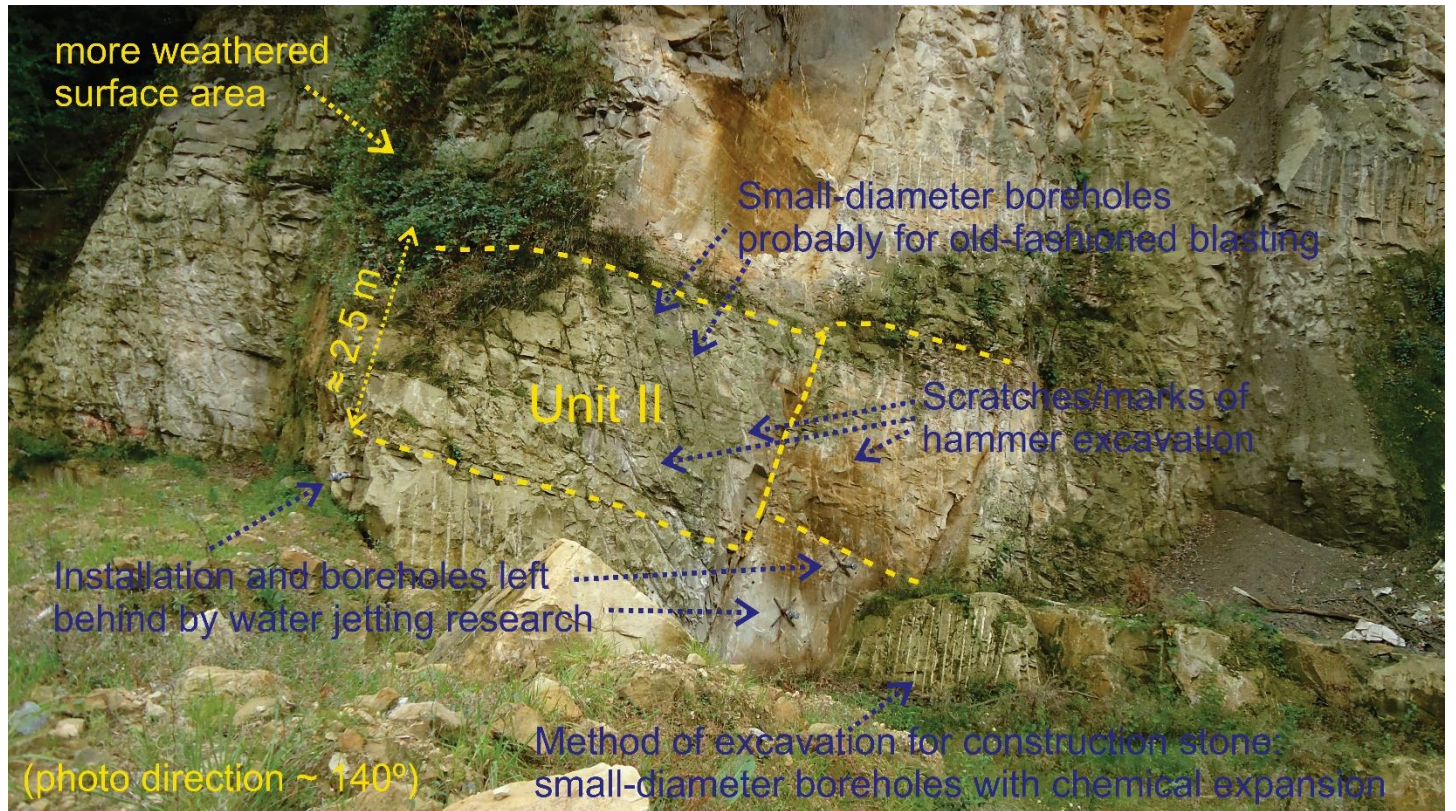 more weathered
surface area
Small-diameter boreholes
probably for old-fashioned blasting
≈ 2.5 m
Unit II
Scratches/marks of
hammer excavation
Installation and boreholes left
behind by water jetting research
Method of excavation for construction stone:
small-diameter boreholes with chemical expansion
(photo direction ~ 140º)